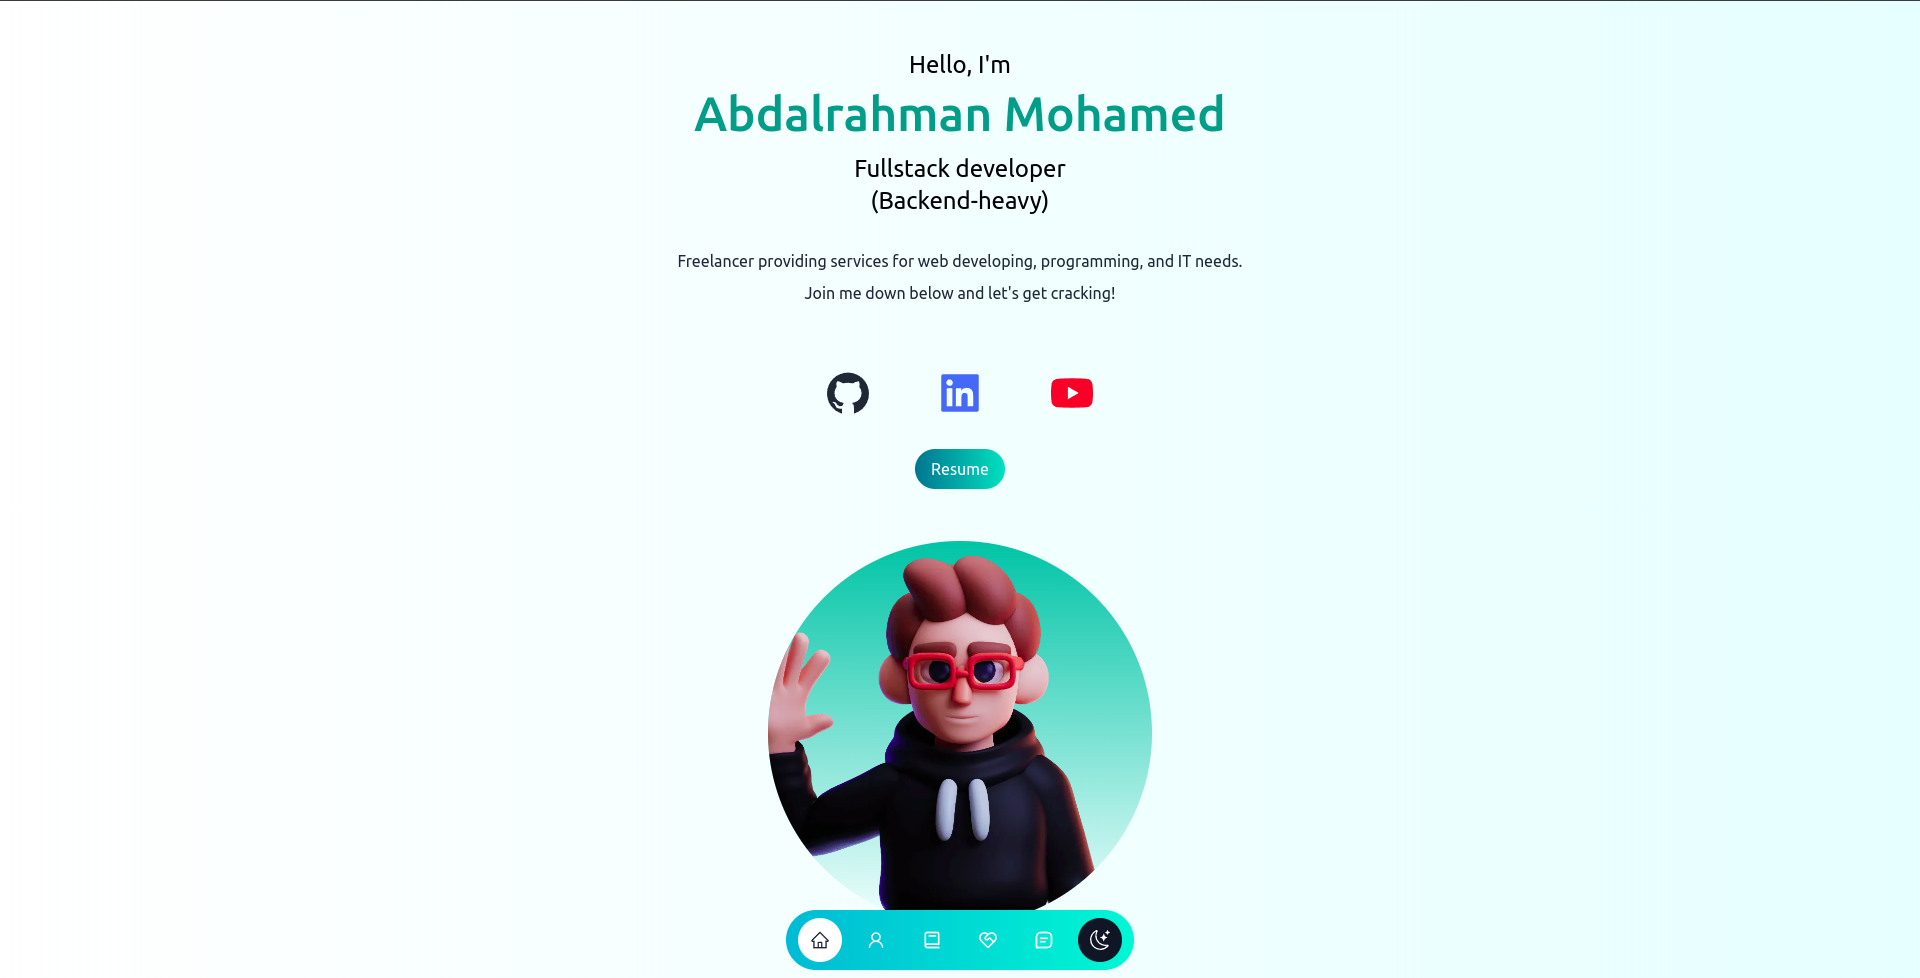 Hello, I'm
Abdalrahman Mohamed
Fullstack developer
(Backend-heavy)
Freelancer providing services for web developing, programming, and IT needs.
Join me down below and let's get cracking!
in
Resume